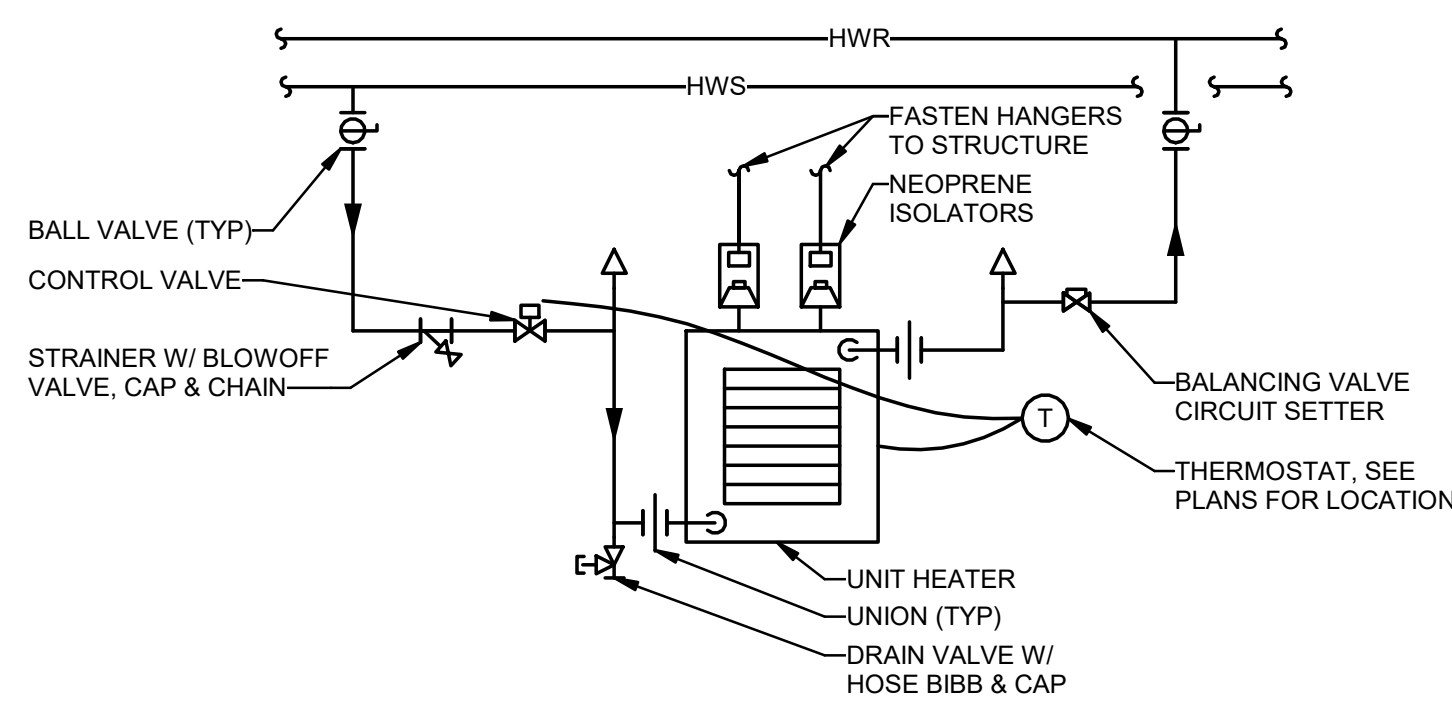 HWR
HWS
FASTEN HANGERS
TO STRUCTURE
NEOPRENE
ISOLATORS
BALL VALVE (TYP)
CONTROL VALVE
STRAINER W/ BLOWOFF
VALVE, CAP & CHAIN
BALANCING VALVE
CIRCUIT SETTER
T
THERMOSTAT, SEE
PLANS FOR LOCATION
UNIT HEATER
UNION (TYP)
DRAIN VALVE W/
HOSE BIBB & CAP